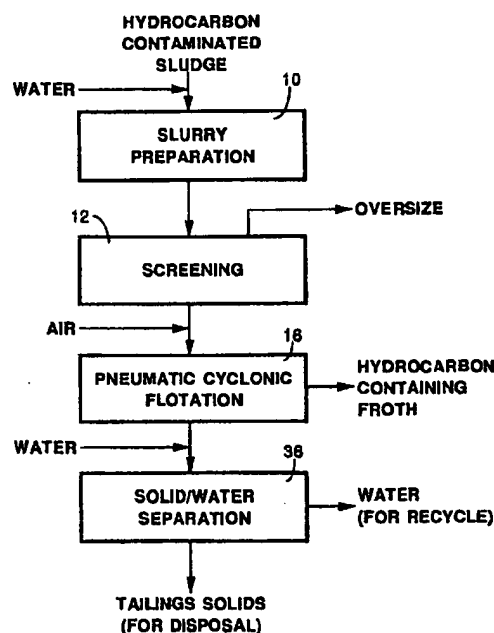 HYDROCARBON
CONTAMINATED
SLUDGE
WATER
10
SLURRY
PREPARATION
OVERSIZE
12
SCREENING
AIR
16
PNEUMATIC CYCLONIC
FLOTATION
HYDROCARBON
CONTAINING
FROTH
WATER
36
SOLID/WATER
SEPARATION
WATER
(FOR RECYCLE)
TAILINGS SOLIDS
(FOR DISPOSAL)